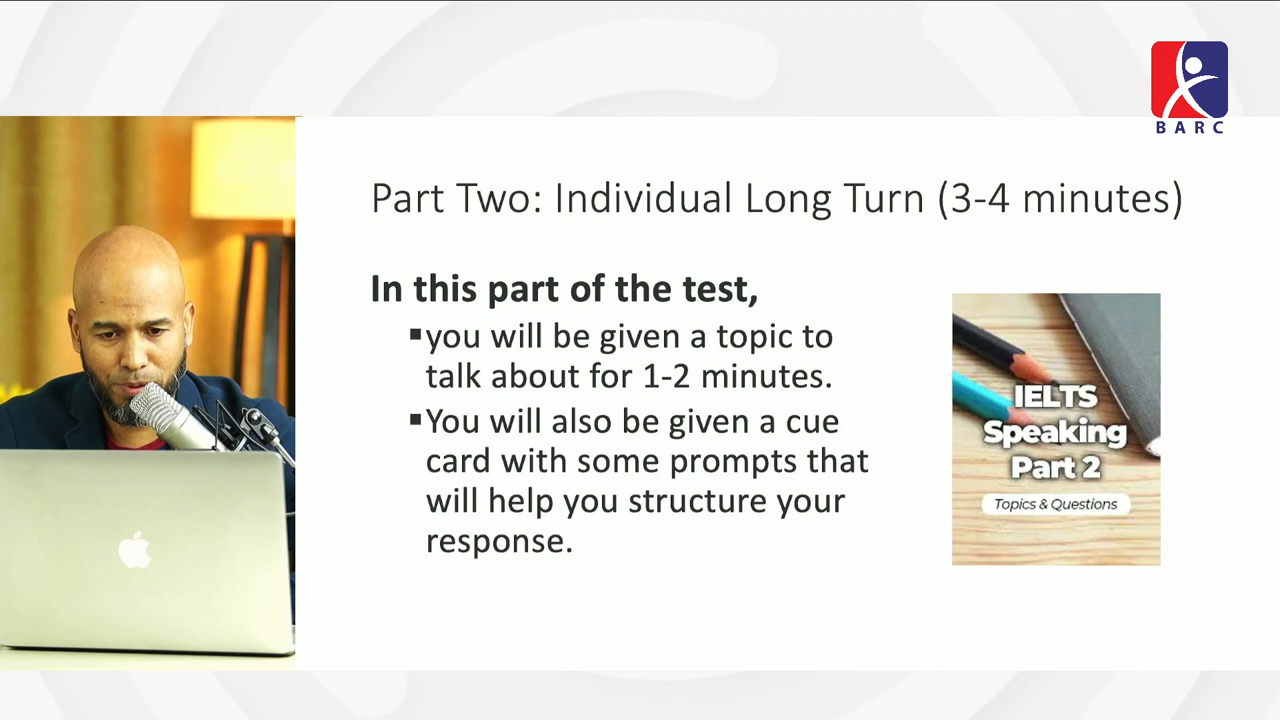 BARC
Part Two: Individual Long Turn (3-4 minutes)
In this part of the test,
▪you will be given a topic to
talk about for 1-2 minutes.
▪You will also be given a cue
card with some prompts that
will help you structure your
response.
IELTS
Speaking
Part 2
Topics & Questions